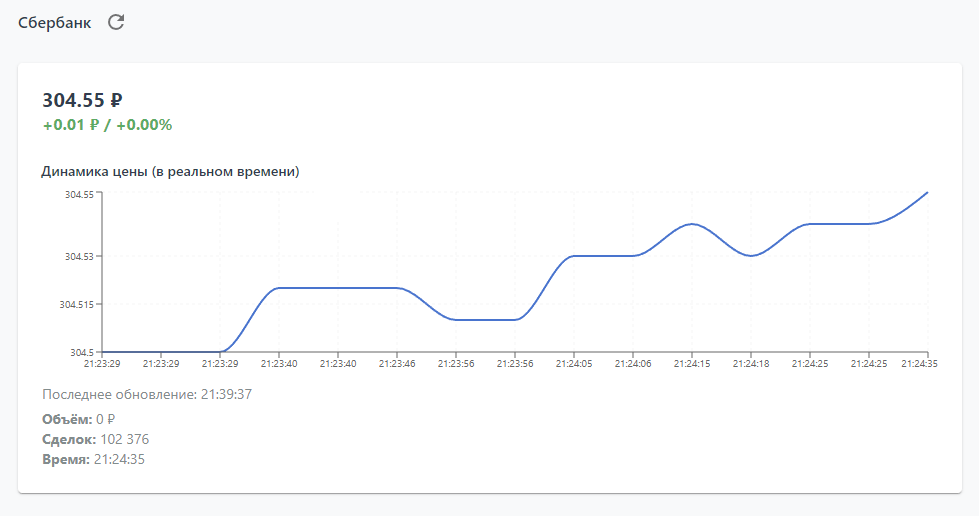 Сбербанк
304.55 ₽
+0.01 ₽ / +0.00%
Динамика цены (в реальном времени)
304.55
304.53
304.515
304.5
21:23:29 21:23:29 21:23:29 21:23:40 21:23:40 21:23:46 21:23:56 21:23:56 21:24:05 21:24:06 21:24:15 21:24:18 21:24:25 21:24:25 21:24:35
Последнее обновление: 21:39:37
Объём: 0 ₽
Сделок: 102 376
Время: 21:24:35